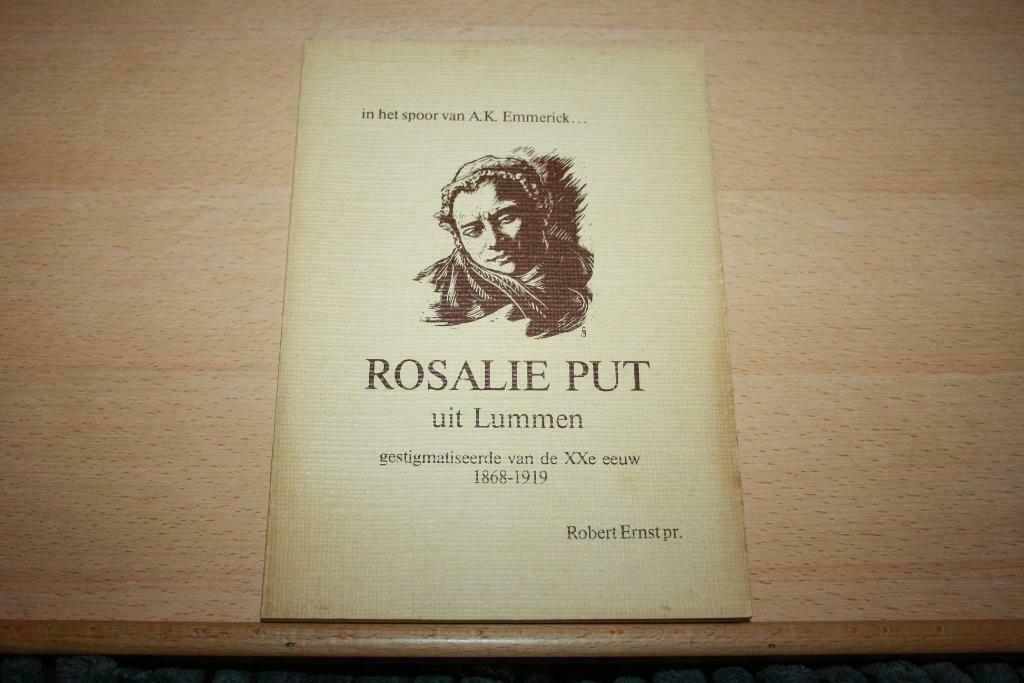 in het spoor van A.K. Emmerick...
ROSALIE PUT
uit Lummen
gestigmatiseerde van de XXe eeuw
1868-1919
Robert Ernst pr.